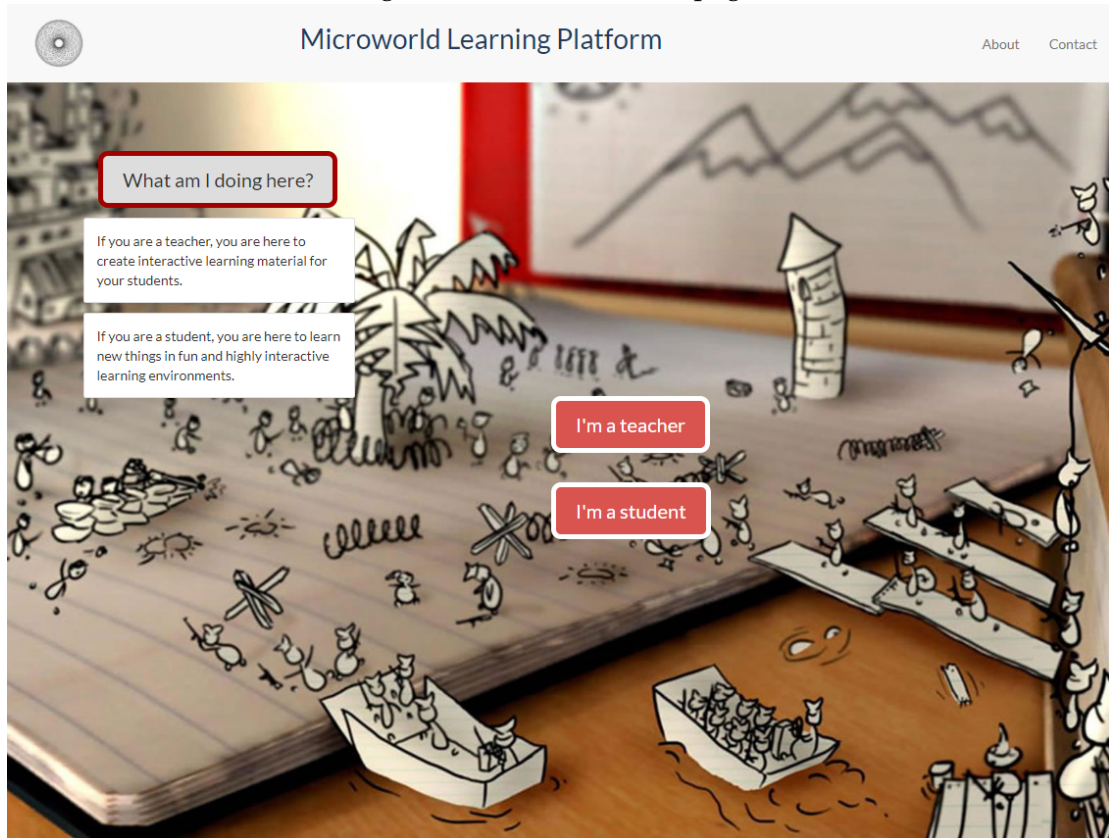 Microworld Learning Platform
About
Contact
What am I doing here?
If you are a teacher, you are here to
create interactive learning material for
your students.
If you are a student, you are here to learn
new things in fun and highly interactive
learning environments.
I'm a teacher
I'm a student